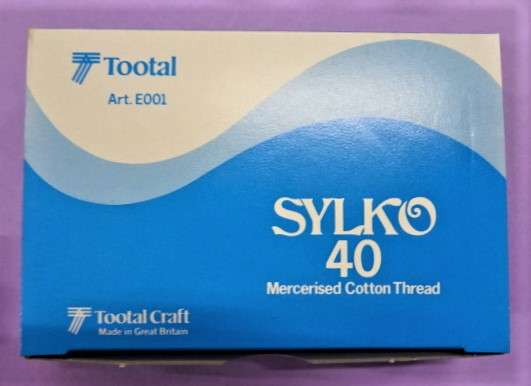 Tootal
Art. E001
SYLKO
40
Mercerised Cotton Thread
Tootal Craft
Made in Great Britain